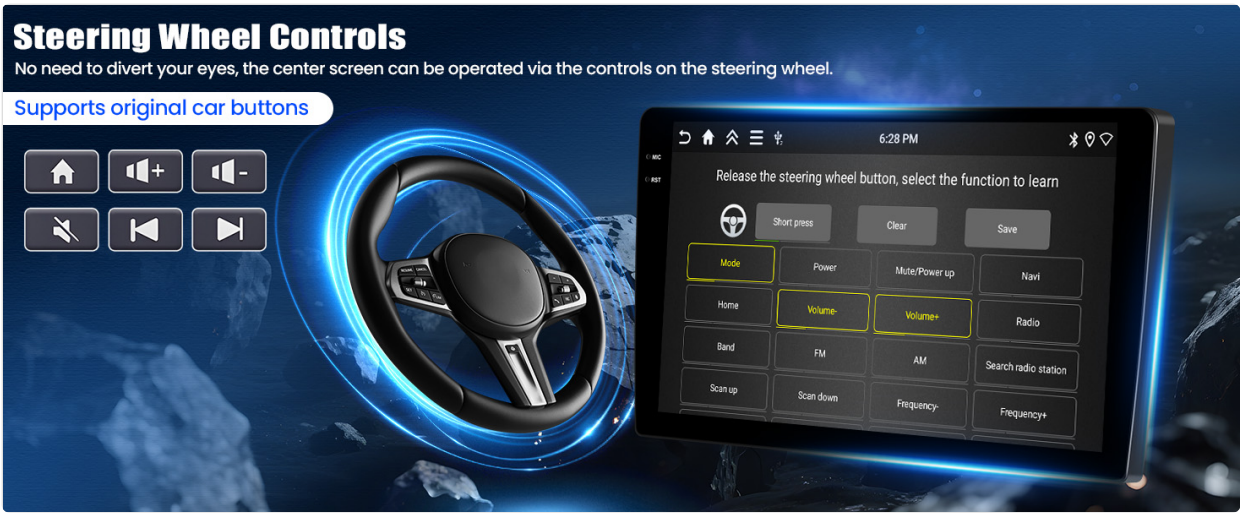 Steering Wheel Controls
No need to divert your eyes, the center screen can be operated via the controls on the steering wheel.
Supports original car buttons
6:28 PM
MIC
RST
Release the steering wheel button, select the function to learn
Short press Clear Save
Mode Power Mute/Power up Navi
Home Volume- Volume+ Radio
Band FM AM Search radio station
Scan up Scan down Frequency- Frequency+